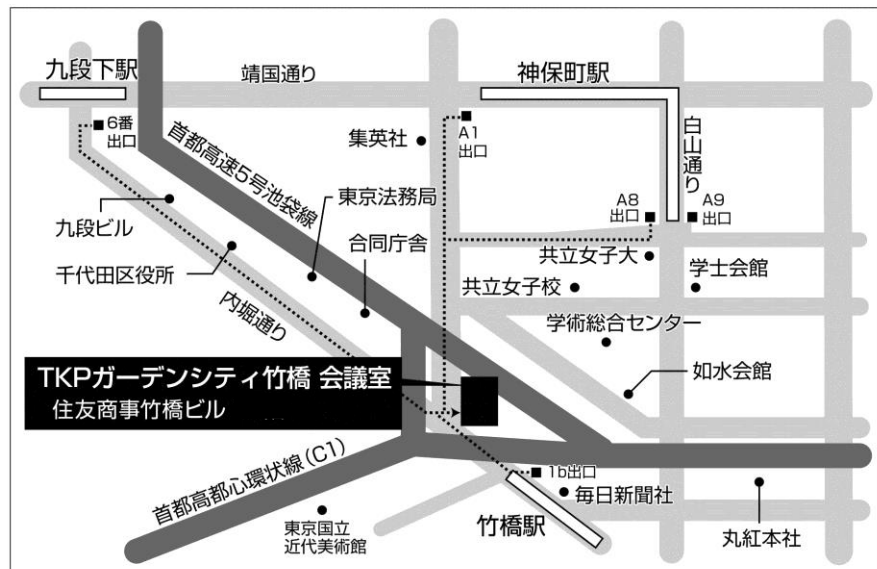 九段下駅
靖国通り
神保町駅
6番
出口
集英社
A1
出口
白山通り
首都高速5号池袋線
東京法務局
A8
出口
A9
出口
九段ビル
合同庁舎
共立女子大
千代田区役所
共立女子校
学士会館
内堀通り
学術総合センター
TKPガーデンシティ竹橋 会議室
住友商事竹橋ビル
如水会館
首都高都心環状線(C1)
1b出口
毎日新聞社
竹橋駅
東京国立
近代美術館
丸紅本社